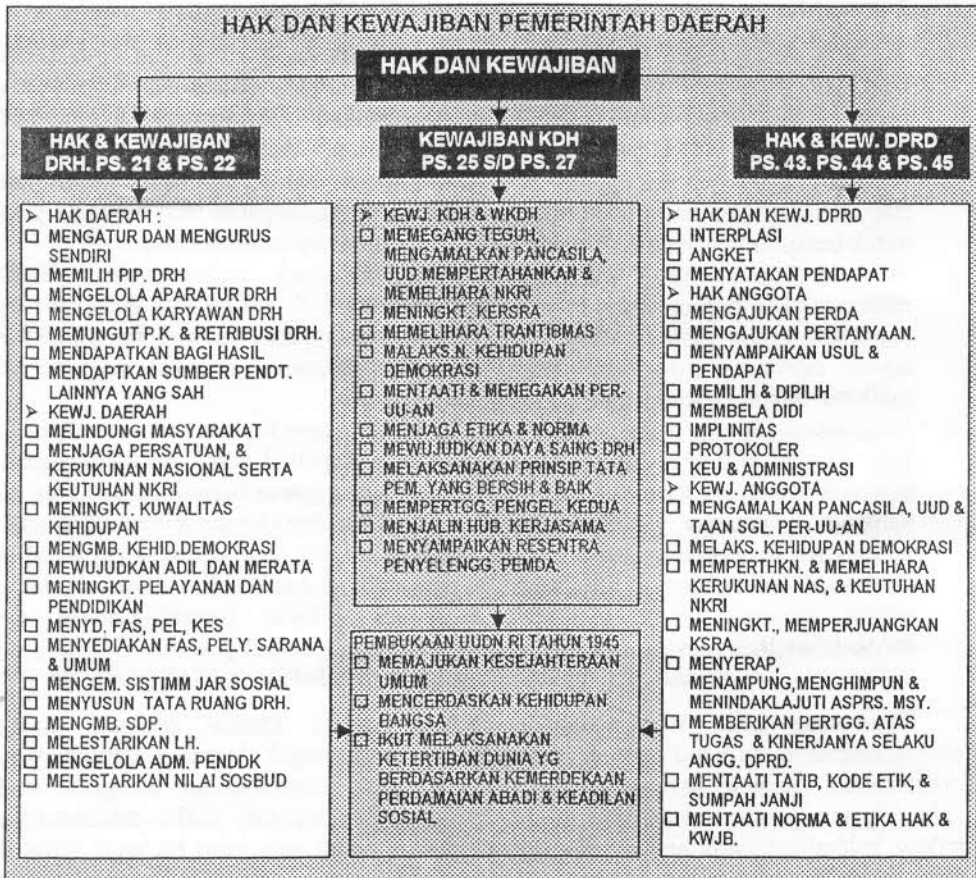 HAK DAN KEWAJIBAN PEMERINTAH DAERAH
HAK DAN KEWAJIBAN
HAK & KEWAJIBAN
DRH. PS. 21 & PS. 22
➢ HAK DAERAH :
□ MENGATUR DAN MENGURUS
SENDIRI
□ MEMILIH PIP. DRH
□ MENGELOLA APARATUR DRH
□ MENGELOLA KARYAWAN DRH
□ MEMUNGUT P.K. & RETRIBUSI DRH.
□ MENDAPATKAN BAGI HASIL
□ MENDAPTKAN SUMBER PENDT.
LAINNYA YANG SAH
➢ KEWJ. DAERAH
□ MELINDUNGI MASYARAKAT
□ MENJAGA PERSATUAN, &
KERUKUNAN NASIONAL SERTA
KEUTUHAN NKRI
□ MENINGKT. KUWALITAS
KEHIDUPAN
□ MENGMB. KEHID.DEMOKRASI
□ MEWUJUDKAN ADIL DAN MERATA
□ MENINGKT. PELAYANAN DAN
PENDIDIKAN
□ MENYD. FAS, PEL, KES
□ MENYEDIAKAN FAS, PELY. SARANA
& UMUM
□ MENGEM. SISTIMM JAR SOSIAL
□ MENYUSUN TATA RUANG DRH.
□ MENGMB. SDP.
□ MELESTARIKAN LH.
□ MENGELOLA ADM. PENDDK
□ MELESTARIKAN NILAI SOSBUD
KEWAJIBAN KDH
PS. 25 S/D PS. 27
➢ KEWJ. KDH & WKDH
□ MEMEGANG TEGUH,
MENGAMALKAN PANCASILA,
UUD MEMPERTAHANKAN &
MEMELIHARA NKRI
□ MENINGKT. KERSRA
□ MEMELIHARA TRANTIBMAS
□ MALAKS.N. KEHIDUPAN
DEMOKRASI
□ MENTAATI & MENEGAKAN PER-
UU-AN
□ MENJAGA ETIKA & NORMA
□ MEWUJUDKAN DAYA SAING DRH
□ MELAKSANAKAN PRINSIP TATA
PEM. YANG BERSIH & BAIK
□ MEMPERTGG. PENGEL. KEDUA
□ MENJALIN HUB. KERJASAMA
□ MENYAMPAIKAN RESENTRA
PENYELENGG. PEMDA.
PEMBUKAAN UUDN RI TAHUN 1945
□ MEMAJUKAN KESEJAHTERAAN
UMUM
□ MENCERDASKAN KEHIDUPAN
BANGSA
□ IKUT MELAKSANAKAN
KETERTIBAN DUNIA YG
BERDASARKAN KEMERDEKAAN
PERDAMAIAN ABADI & KEADILAN
SOSIAL
HAK & KEW. DPRD
PS. 43. PS. 44 & PS. 45
➢ HAK DAN KEWJ. DPRD
□ INTERPLASI
□ ANGKET
□ MENYATAKAN PENDAPAT
➢ HAK ANGGOTA
□ MENGAJUKAN PERDA
□ MENGAJUKAN PERTANYAAN.
□ MENYAMPAIKAN USUL &
PENDAPAT
□ MEMILIH & DIPILIH
□ MEMBELA DIDI
□ IMPLINITAS
□ PROTOKOLER
□ KEU & ADMINISTRASI
➢ KEWJ. ANGGOTA
□ MENGAMALKAN PANCASILA, UUD &
TAAN SGL. PER-UU-AN
□ MELAKS. KEHIDUPAN DEMOKRASI
□ MEMPERTHKN. & MEMELIHARA
KERUKUNAN NAS, & KEUTUHAN
NKRI
□ MENINGKT., MEMPERJUANGKAN
KSRA.
□ MENYERAP,
MENAMPUNG,MENGHIMPUN &
MENINDAKLAJUTI ASPRS. MSY.
□ MEMBERIKAN PERTGG. ATAS
TUGAS & KINERJANYA SELAKU
ANGG. DPRD.
□ MENTAATI TATIB, KODE ETIK, &
SUMPAH JANJI
□ MENTAATI NORMA & ETIKA HAK &
KWJB.